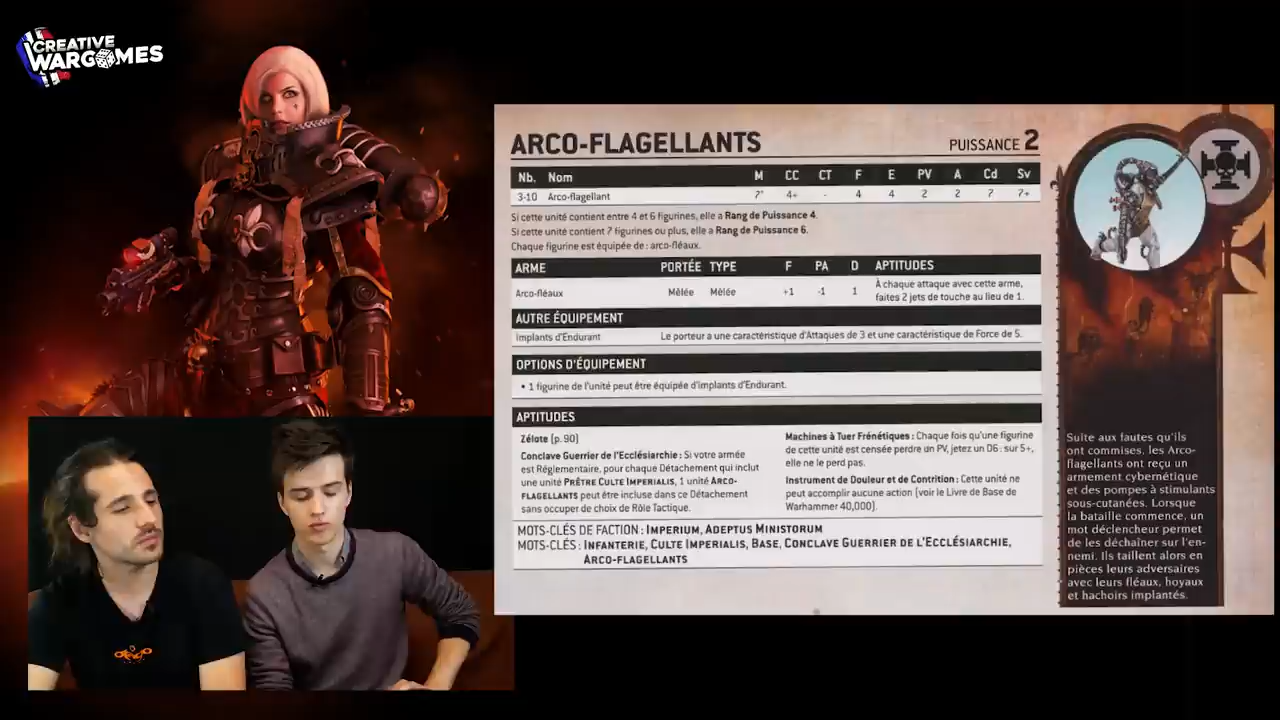 CREATIVE
WARGAMES
ARCO-FLAGELLANTS
PUISSANCE 2
Nb. Nom M CC CT F E PV A Cd Sv
3-10 Arco-flagellant 7" 4+ - 4 4 2 2 7 7+
Si cette unité contient entre 4 et 6 figurines, elle a Rang de Puissance 4.
Si cette unité contient 7 figurines ou plus, elle a Rang de Puissance 6.
Chaque figurine est équipée de : arco-fléaux.
ARME PORTÉE TYPE F PA D APTITUDES
Arco-fléaux Mêlée Mêlée +1 -1 1 À chaque attaque avec cette arme,
faites 2 jets de touche au lieu de 1.
AUTRE ÉQUIPEMENT
Implants d'Endurant Le porteur a une caractéristique d'Attaques de 3 et une caractéristique de Force de 5.
OPTIONS D'ÉQUIPEMENT
• 1 figurine de l'unité peut être équipée d'implants d'Endurant.
APTITUDES
Zélote (p. 90)
Conclave Guerrier de l'Ecclésiarchie : Si votre armée
est Réglementaire, pour chaque Détachement qui inclut
une unité PRÊTRE CULTE IMPERIALIS, 1 unité ARCO-
FLAGELLANTS peut être incluse dans ce Détachement
sans occuper de choix de Rôle Tactique.
Machines à Tuer Frénétiques : Chaque fois qu'une figurine
de cette unité est censée perdre un PV, jetez un D6 : sur 5+,
elle ne le perd pas.
Instrument de Douleur et de Contrition : Cette unité ne
peut accomplir aucune action (voir le Livre de Base de
Warhammer 40,000).
MOTS-CLÉS DE FACTION : IMPERIUM, ADEPTUS MINISTORUM
MOTS-CLÉS : INFANTERIE, CULTE IMPERIALIS, BASE, CONCLAVE GUERRIER DE L'ECCLÉSIARCHIE,
ARCO-FLAGELLANTS
Suite aux fautes qu'ils
ont commises, les Arco-
flagellants ont reçu un
armement cybernétique
et des pompes à stimulants
sous-cutanées. Lorsque
la bataille commence, un
mot déclencheur permet
de les déchaîner sur l'en-
nemi. Ils taillent alors en
pièces leurs adversaires
avec leurs fléaux, hoyaux
et hachoirs implantés.